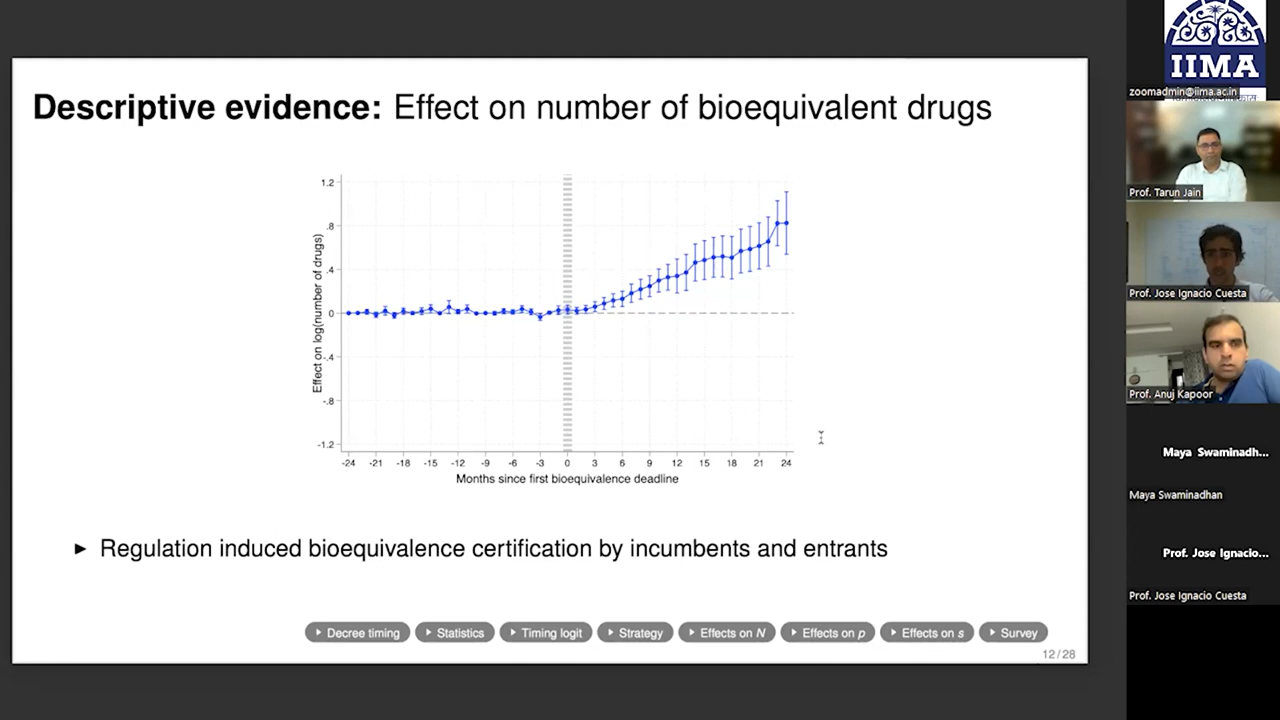 Descriptive evidence: Effect on number of bioequivalent drugs
1.2
.8
.4
0
-.4
-.8
-1.2
Effect on log(number of drugs)
-24 -21 -18 -15 -12 -9 -6 -3 0 3 6 9 12 15 18 21 24
Months since first bioequivalence deadline
► Regulation induced bioequivalence certification by incumbents and entrants
Decree timing
Statistics
Timing logit
Strategy
Effects on N
Effects on p
Effects on s
Survey
12 / 28
IIMA
zoomadmin@iima.ac.in
Prof. Tarun Jain
Prof. Jose Ignacio Cuesta
Prof. Anuj Kapoor
Maya Swaminadh...
Maya Swaminadhan
Prof. Jose Ignacio...
Prof. Jose Ignacio Cuesta